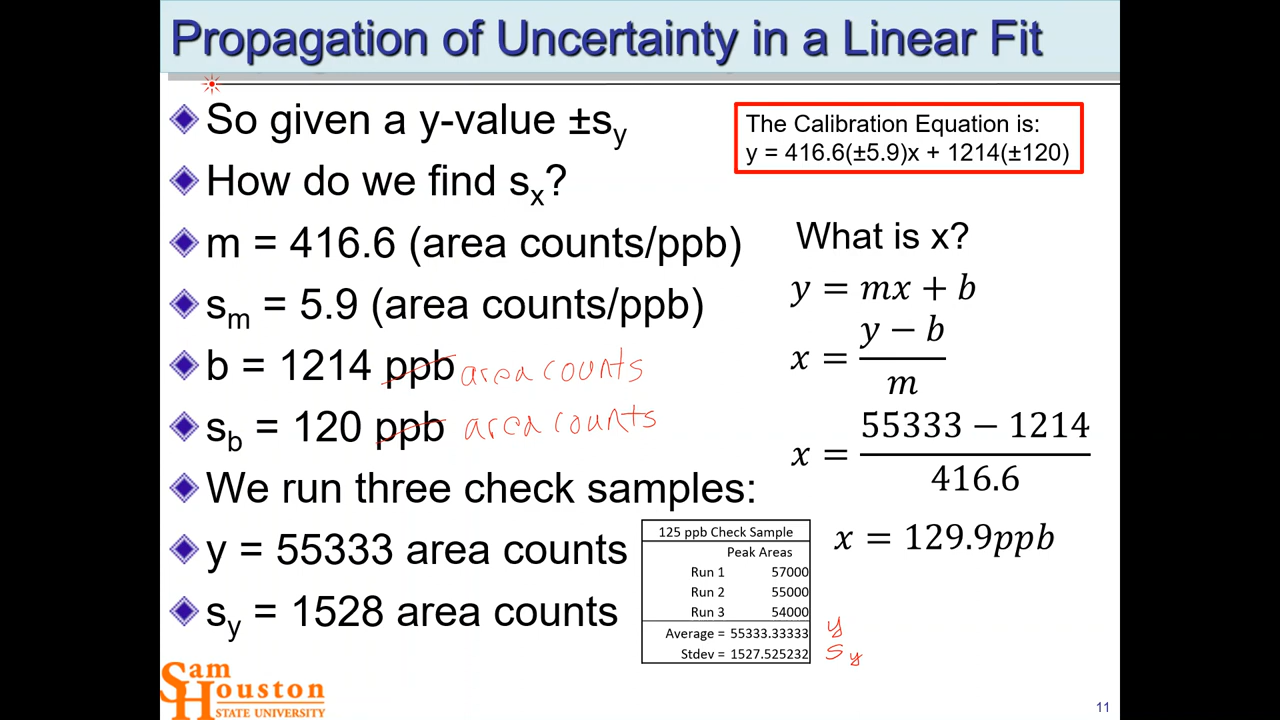 Propagation of Uncertainty in a Linear Fit
So given a y-value ±sy
How do we find sx?
m = 416.6 (area counts/ppb)
sm = 5.9 (area counts/ppb)
b = 1214 ppb area counts
sb = 120 ppb area counts
We run three check samples:
y = 55333 area counts
sy = 1528 area counts
The Calibration Equation is:
y = 416.6(±5.9)x + 1214(±120)
What is x?
y = mx + b
x = (y − b)/m
x = (55333 − 1214)/416.6
x = 129.9ppb
125 ppb Check Sample
Peak Areas
Run 1 57000
Run 2 55000
Run 3 54000
Average = 55333.33333 y
Stdev = 1527.525232 sy
Sam
Houston
STATE UNIVERSITY
11